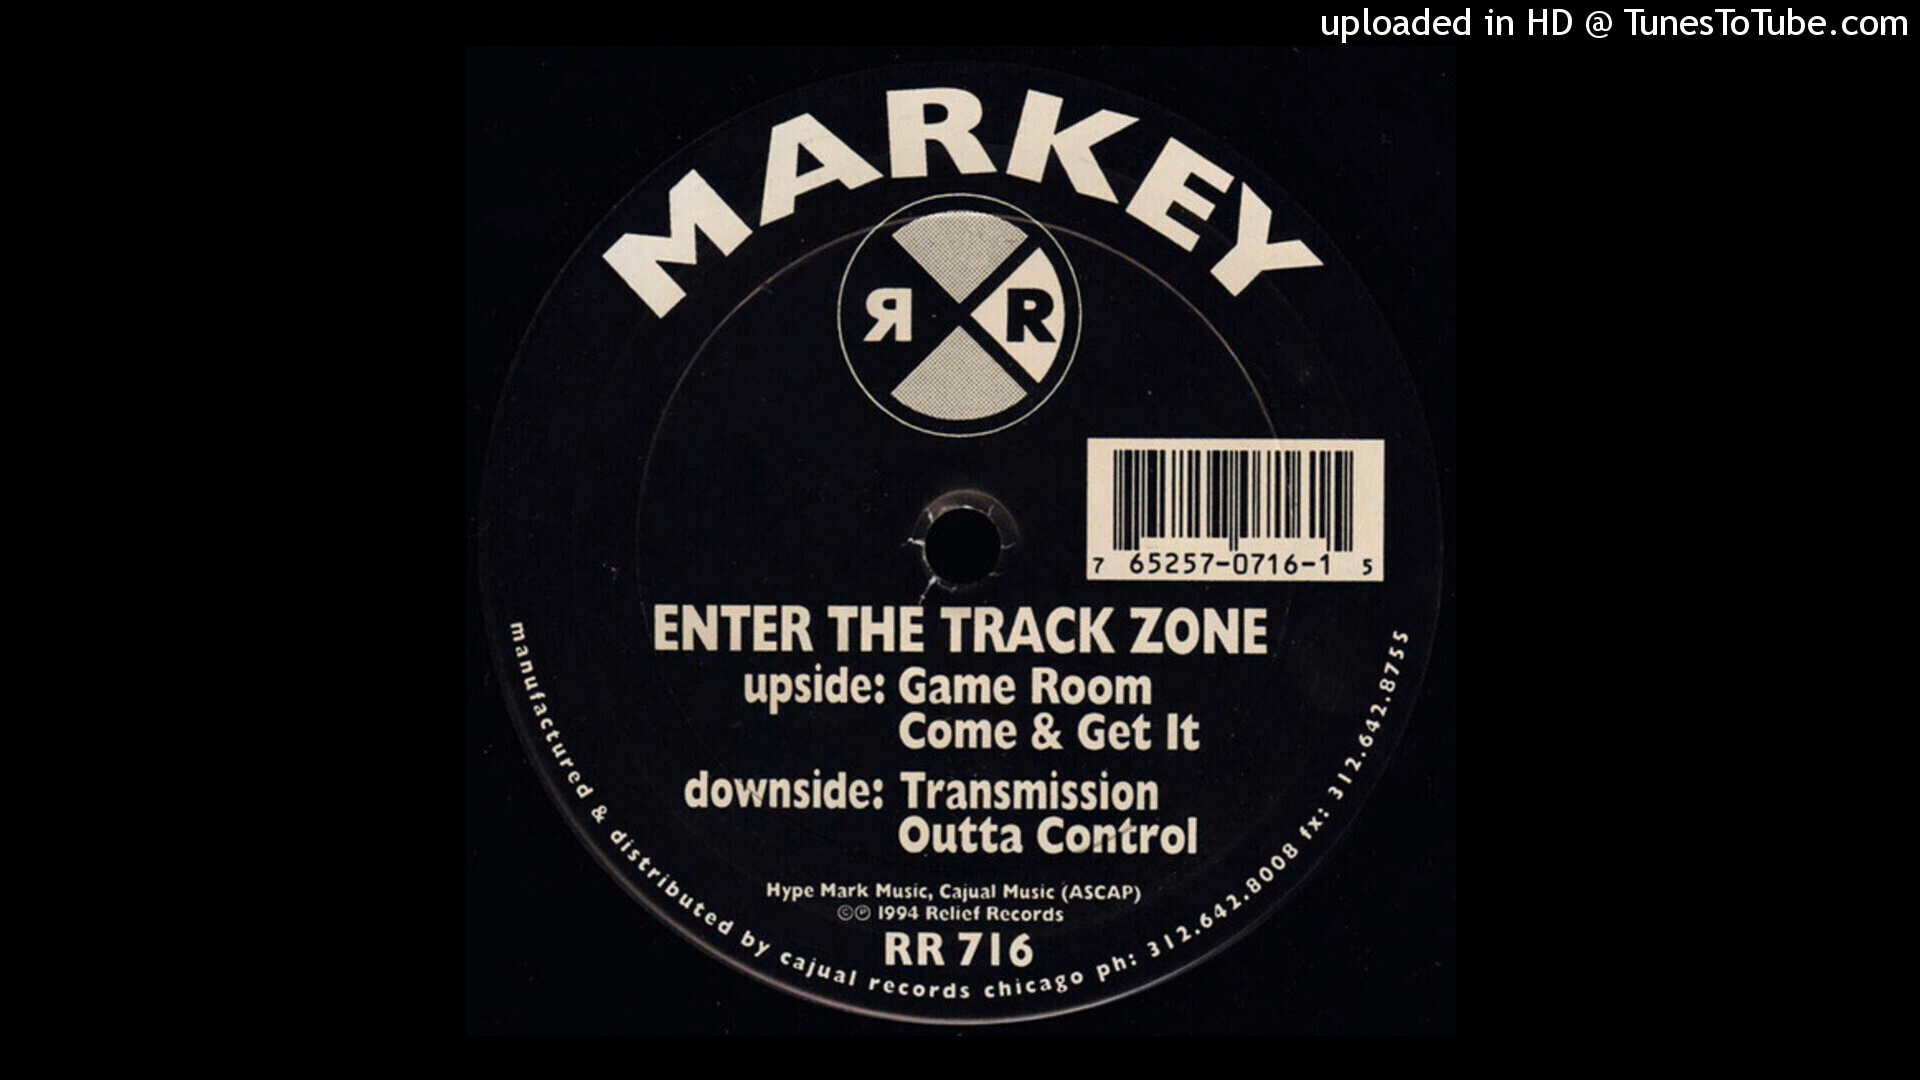 uploaded in HD @ TunesToTube.com
MARKEY
ЯR
7 65257-0716-1 5
ENTER THE TRACK ZONE
upside: Game Room
Come & Get It
downside: Transmission
Outta Control
Hype Mark Music, Cajual Music (ASCAP)
©℗ 1994 Relief Records
RR 716
manufactured & distributed by cajual records chicago ph: 312.642.8008 fx: 312.642.8755